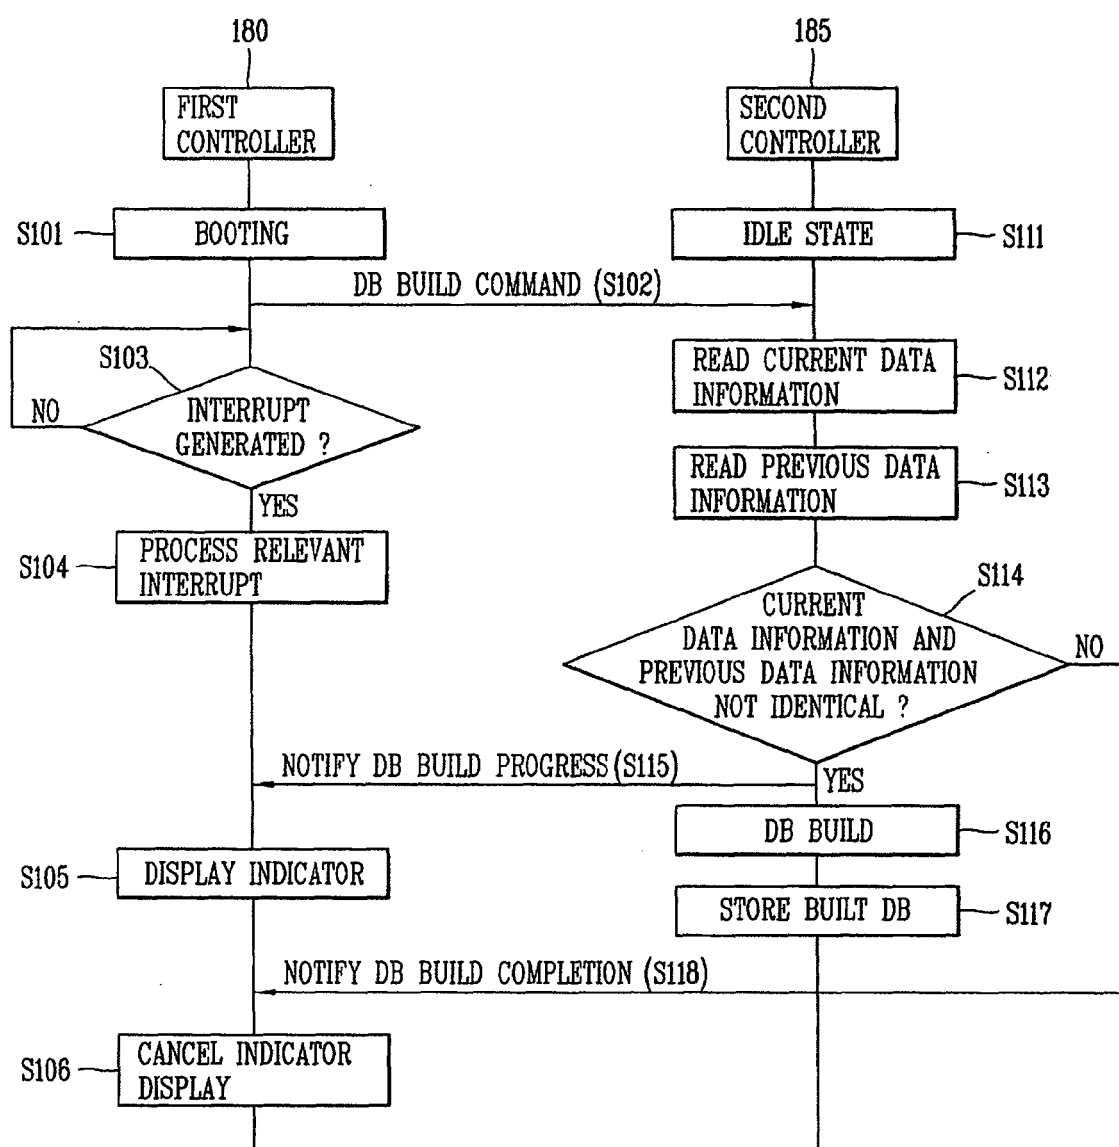 180
185
FIRST
CONTROLLER
SECOND
CONTROLLER
S101
BOOTING
IDLE STATE
S111
DB BUILD COMMAND (S102)
S103
READ CURRENT DATA
INFORMATION
S112
NO
INTERRUPT
GENERATED ?
READ PREVIOUS DATA
INFORMATION
S113
YES
S104
PROCESS RELEVANT
INTERRUPT
S114
CURRENT
DATA INFORMATION AND
PREVIOUS DATA INFORMATION
NOT IDENTICAL ?
NO
NOTIFY DB BUILD PROGRESS (S115)
YES
DB BUILD
S116
S105
DISPLAY INDICATOR
STORE BUILT DB
S117
NOTIFY DB BUILD COMPLETION (S118)
S106
CANCEL INDICATOR
DISPLAY